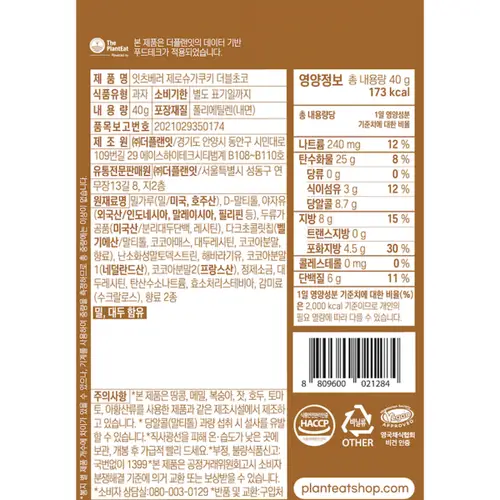 The PlantEat
본 제품은 더플랜잇의 데이터 기반
푸드테크가 적용되었습니다.
제 품 명 잇츠베러 제로슈가쿠키 더블초코
식품유형 과자 소비기한 별도 표기일까지
내 용 량 40g 포장재질 폴리에틸렌(내면)
품목보고번호 2021029350174
제 조 원 ㈜더플랜잇/경기도 안양시 동안구 시민대로
109번길 29 에이스하이테크시티범계 B108~B110호
유통전문판매원 ㈜더플랜잇/서울특별시 성동구 연
무장13길 8, 지2층
원재료명 밀가루(밀/미국, 호주산), D-말티톨, 야자유
(외국산/인도네시아, 말레이시아, 필리핀 등), 두류가
공품(미국산/분리대두단백, 레시틴), 다크초콜릿칩(벨
기에산/말티톨, 코코아매스, 대두레시틴, 코코아분말,
향료), 난소화성말토덱스트린, 해바라기유, 코코아분말
1(네덜란드산), 코코아분말2(프랑스산), 정제소금, 대
두레시틴, 탄산수소나트륨, 효소처리스테비아, 감미료
(수크랄로스), 향료 2종
밀, 대두 함유
주의사항 *본 제품은 땅콩, 메밀, 복숭아, 잣, 호두, 토마
토, 아황산류를 사용한 제품과 같은 제조시설에서 제조하고
있습니다. *당알콜(말티톨) 과량 섭취 시 설사를 유발
할 수 있습니다. *직사광선을 피해 온·습도가 낮은 곳에
보관, 개봉 후 가급적 빨리 드세요. *부정, 불량식품신고:
국번없이 1399 *본 제품은 공정거래위원회고시 소비자
분쟁해결 기준에 의거 교환 또는 보상받을 수 있습니다.
*소비자 상담실:080-003-0129 *반품 및 교환:구입처
영양정보 총 내용량 40 g
173 kcal
총 내용량당 1일 영양성분
기준치에 대한 비율
나트륨 240 mg 12 %
탄수화물 25 g 8 %
당류 0 g 0 %
식이섬유 3 g 12 %
당알콜 8.7 g
지방 8 g 15 %
트랜스지방 0 g
포화지방 4.5 g 30 %
콜레스테롤 0 mg 0 %
단백질 6 g 11 %
1일 영양성분 기준치에 대한 비율(%)
은 2,000 kcal 기준이므로 개인의
필요 열량에 따라 다를 수 있습니다.
8 809600 021284
HACCP
비닐류
OTHER
Vegan
APPROVED
영국채식협회
비건 인증
planteatshop.com